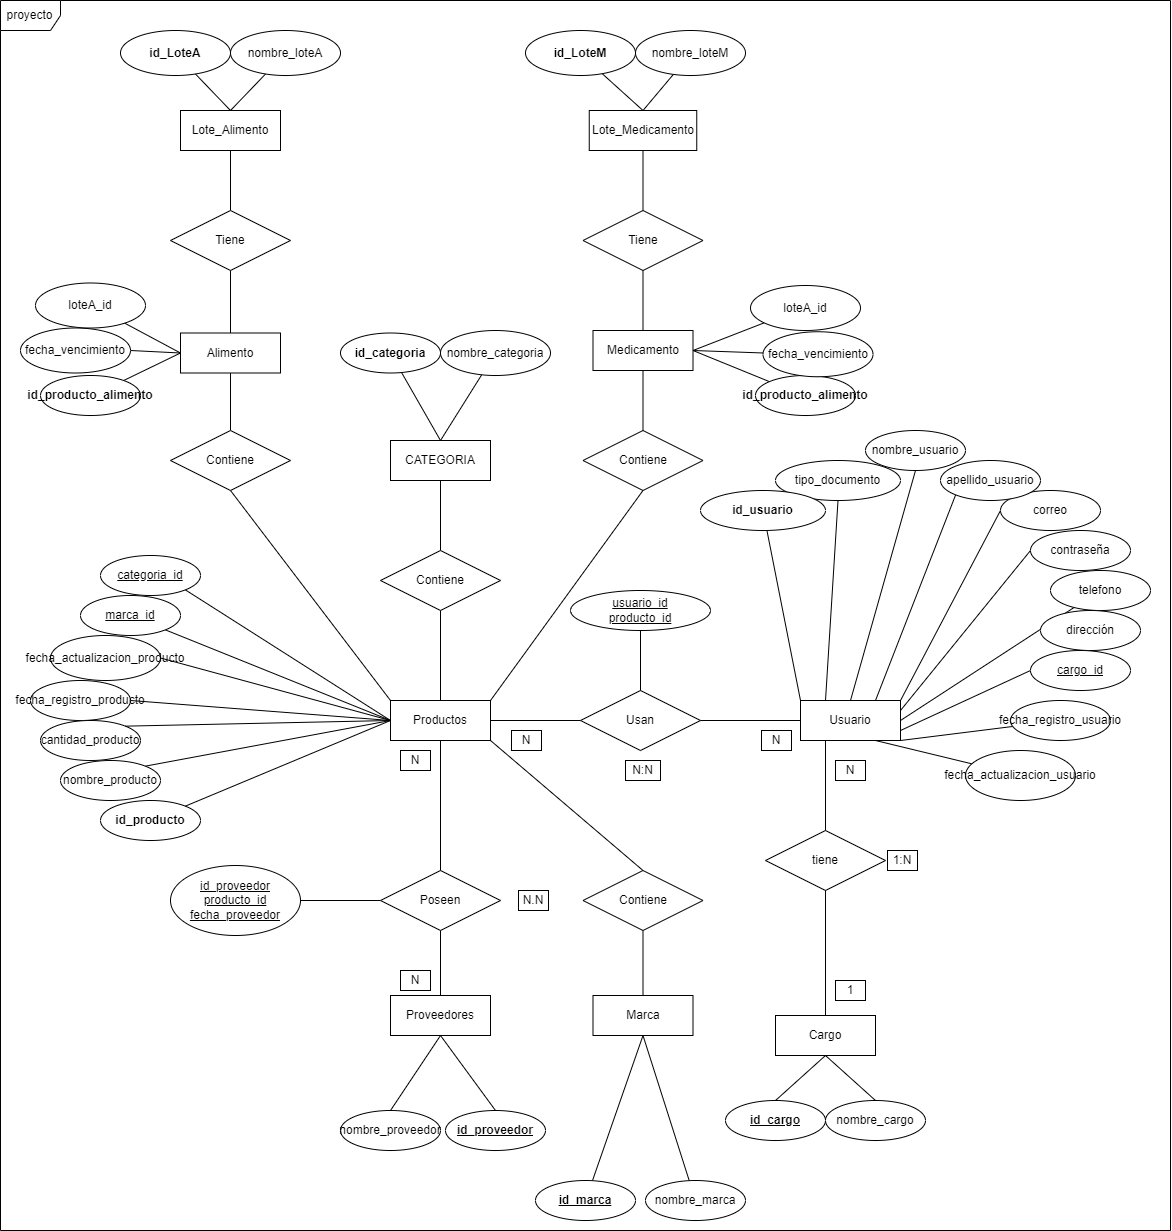 proyecto
id_LoteA
nombre_loteA
id_LoteM
nombre_loteM
Lote_Alimento
Lote_Medicamento
Tiene
Tiene
loteA_id
fecha_vencimiento
id_producto_alimento
Alimento
id_categoria
nombre_categoria
Medicamento
loteA_id
fecha_vencimiento
id_producto_alimento
Contiene
CATEGORIA
Contiene
nombre_usuario
tipo_documento
apellido_usuario
id_usuario
correo
contraseña
telefono
dirección
cargo_id
fecha_registro_usuario
fecha_actualizacion_usuario
Contiene
categoria_id
marca_id
fecha_actualizacion_producto
fecha_registro_producto
cantidad_producto
nombre_producto
id_producto
usuario_id
producto_id
Productos
Usan
Usuario
N
N
N:N
N
N
tiene
1:N
id_proveedor
producto_id
fecha_proveedor
Poseen
N.N
Contiene
N
1
Proveedores
Marca
Cargo
nombre_proveedor
id_proveedor
id_cargo
nombre_cargo
id_marca
nombre_marca